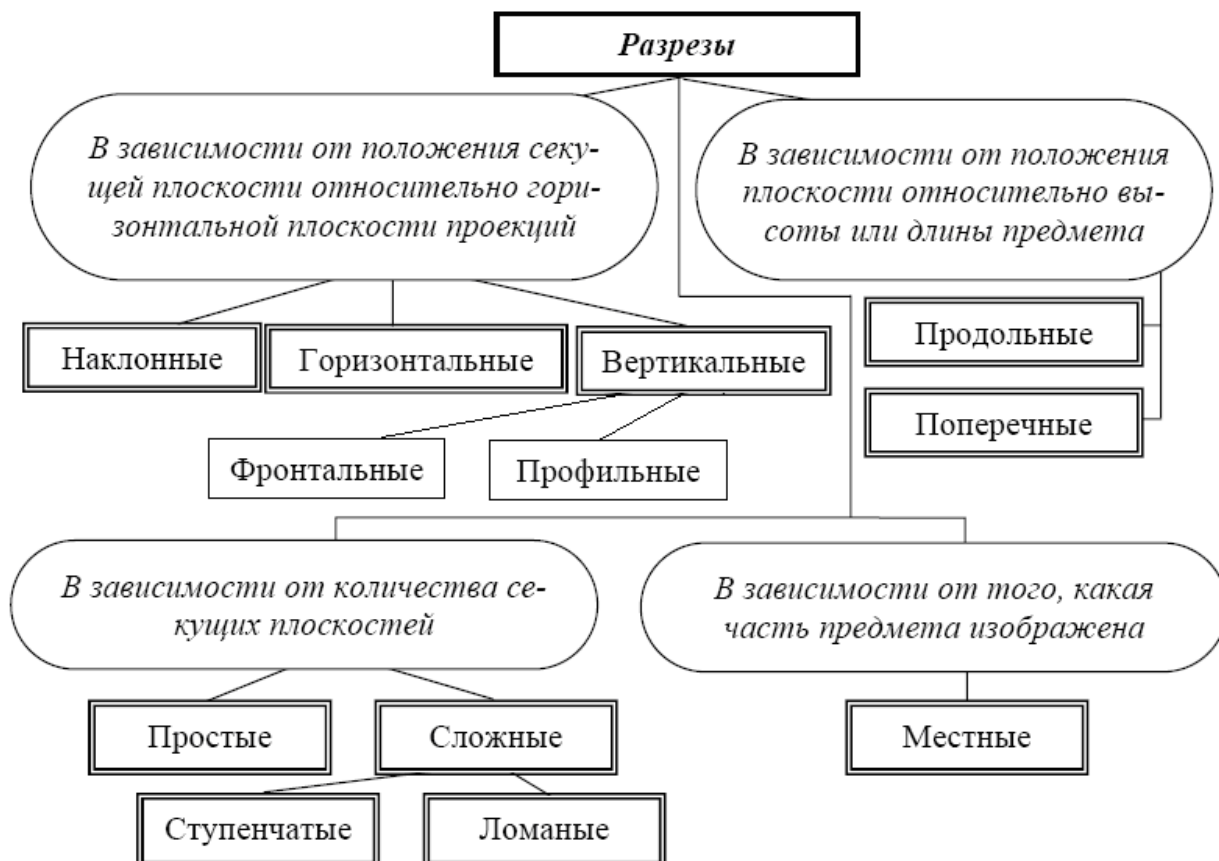 Разрезы
В зависимости от положения секу-
щей плоскости относительно гори-
зонтальной плоскости проекций
В зависимости от положения
плоскости относительно вы-
соты или длины предмета
Наклонные
Горизонтальные
Вертикальные
Продольные
Поперечные
Фронтальные
Профильные
В зависимости от количества се-
кущих плоскостей
В зависимости от того, какая
часть предмета изображена
Простые
Сложные
Местные
Ступенчатые
Ломаные